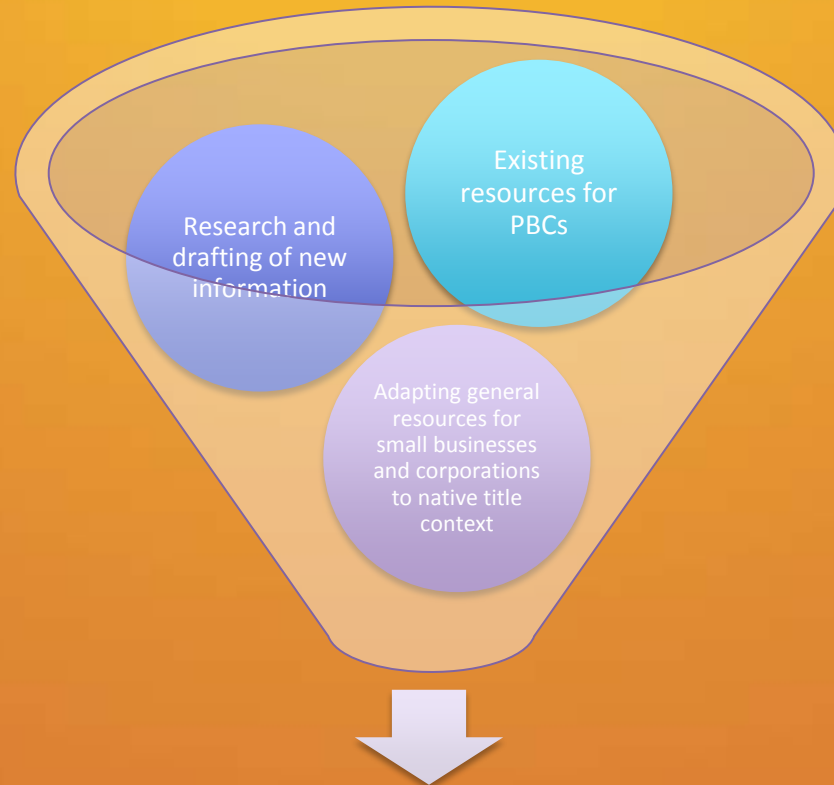 Existing
resources for
PBCs
Research and
drafting of new
information
Adapting general
resources for
small businesses
and corporations
to native title
context